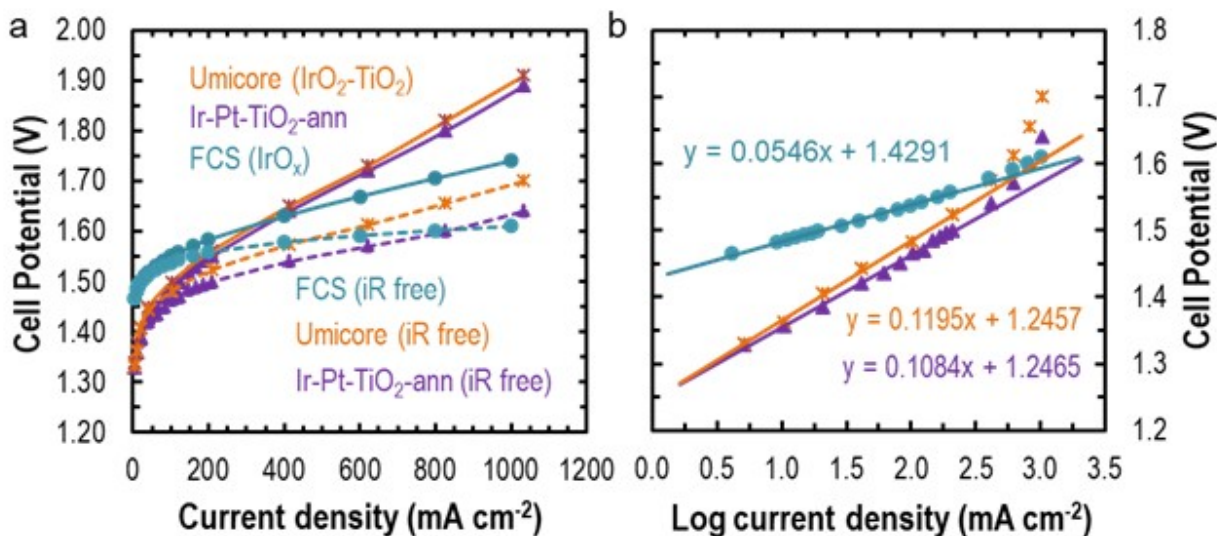 a
2.00
1.90
1.80
1.70
1.60
1.50
1.40
1.30
1.20
Cell Potential (V)
Umicore (IrO₂-TiO₂)
Ir-Pt-TiO₂-ann
FCS (IrOₓ)
FCS (iR free)
Umicore (iR free)
Ir-Pt-TiO₂-ann (iR free)
0 200 400 600 800 1000 1200
Current density (mA cm⁻²)
b
1.8
1.7
1.6
1.5
1.4
1.3
1.2
Cell Potential (V)
y = 0.0546x + 1.4291
y = 0.1195x + 1.2457
y = 0.1084x + 1.2465
0.0 0.5 1.0 1.5 2.0 2.5 3.0 3.5
Log current density (mA cm⁻²)